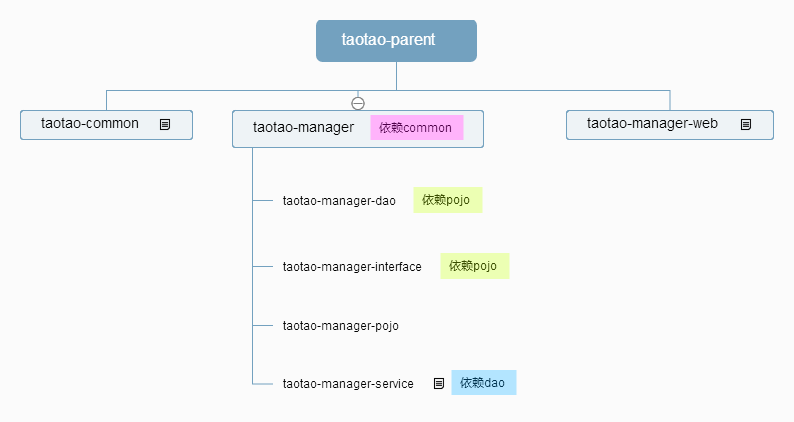 taotao-parent
taotao-common
taotao-manager 依赖common
taotao-manager-web
taotao-manager-dao 依赖pojo
taotao-manager-interface 依赖pojo
taotao-manager-pojo
taotao-manager-service 依赖dao